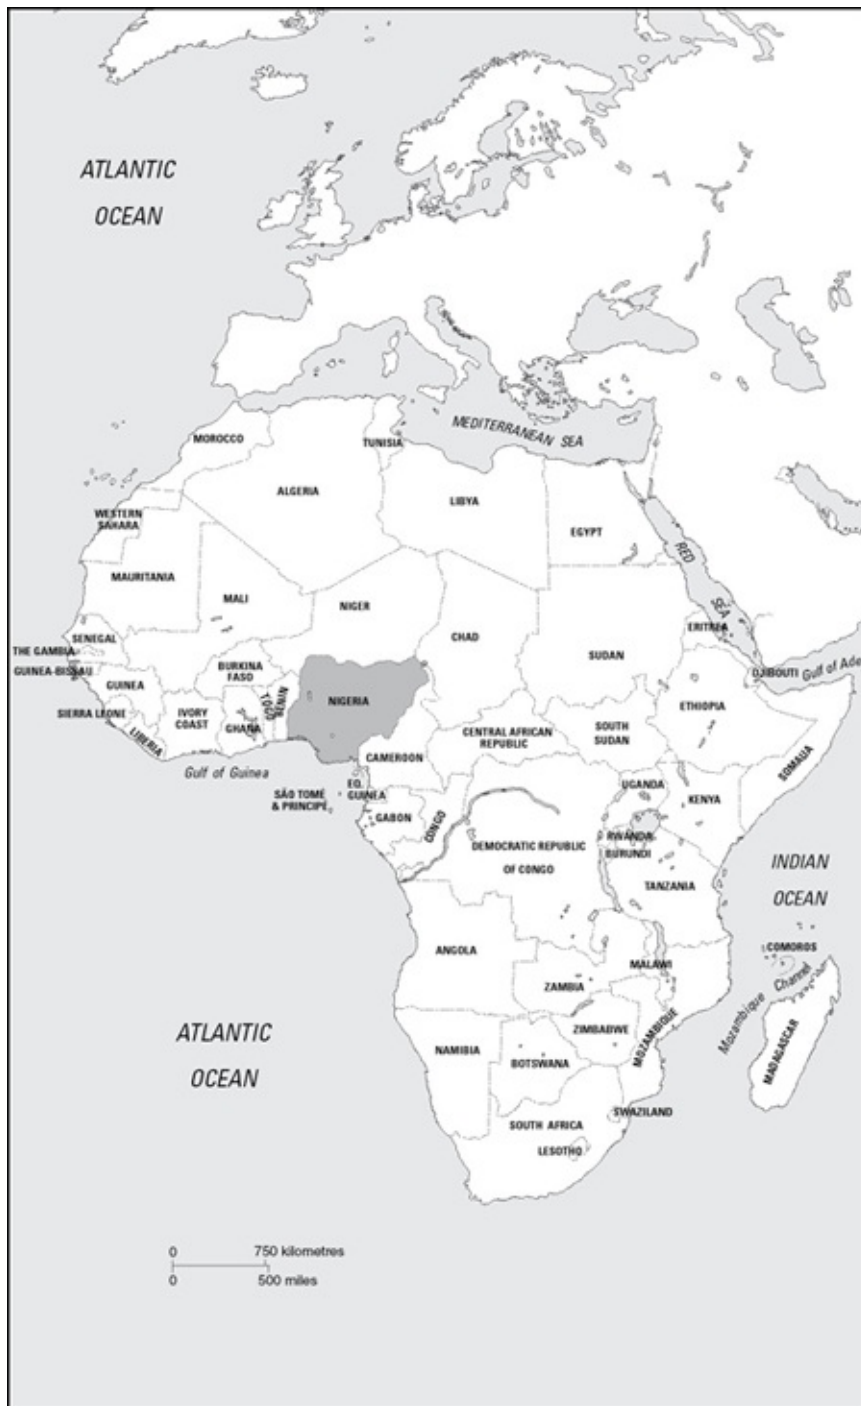 ATLANTIC
OCEAN
MEDITERRANEAN SEA
MOROCCO
TUNISIA
ALGERIA
LIBYA
EGYPT
WESTERN
SAHARA
RED
SEA
MAURITANIA
MALI
NIGER
CHAD
SUDAN
ERITREA
SENEGAL
THE GAMBIA
GUINEA-BISSAU
GUINEA
BURKINA
FASO
BENIN
TOGO
NIGERIA
DJIBOUTI
Gulf of Ade
ETHIOPIA
SIERRA LEONE
IVORY
COAST
GHANA
LIBERIA
CENTRAL AFRICAN
REPUBLIC
SOUTH
SUDAN
CAMEROON
SOMALIA
Gulf of Guinea
EQ.
GUINEA
SÃO TOMÉ
& PRINCIPÉ
GABON
CONGO
UGANDA
KENYA
RWANDA
BURUNDI
DEMOCRATIC REPUBLIC
OF CONGO
TANZANIA
INDIAN
OCEAN
ANGOLA
COMOROS
MALAWI
ZAMBIA
Mozambique Channel
ZIMBABWE
MOZAMBIQUE
MADAGASCAR
ATLANTIC
OCEAN
NAMIBIA
BOTSWANA
SWAZILAND
SOUTH AFRICA
LESOTHO
0 750 kilometres
0 500 miles